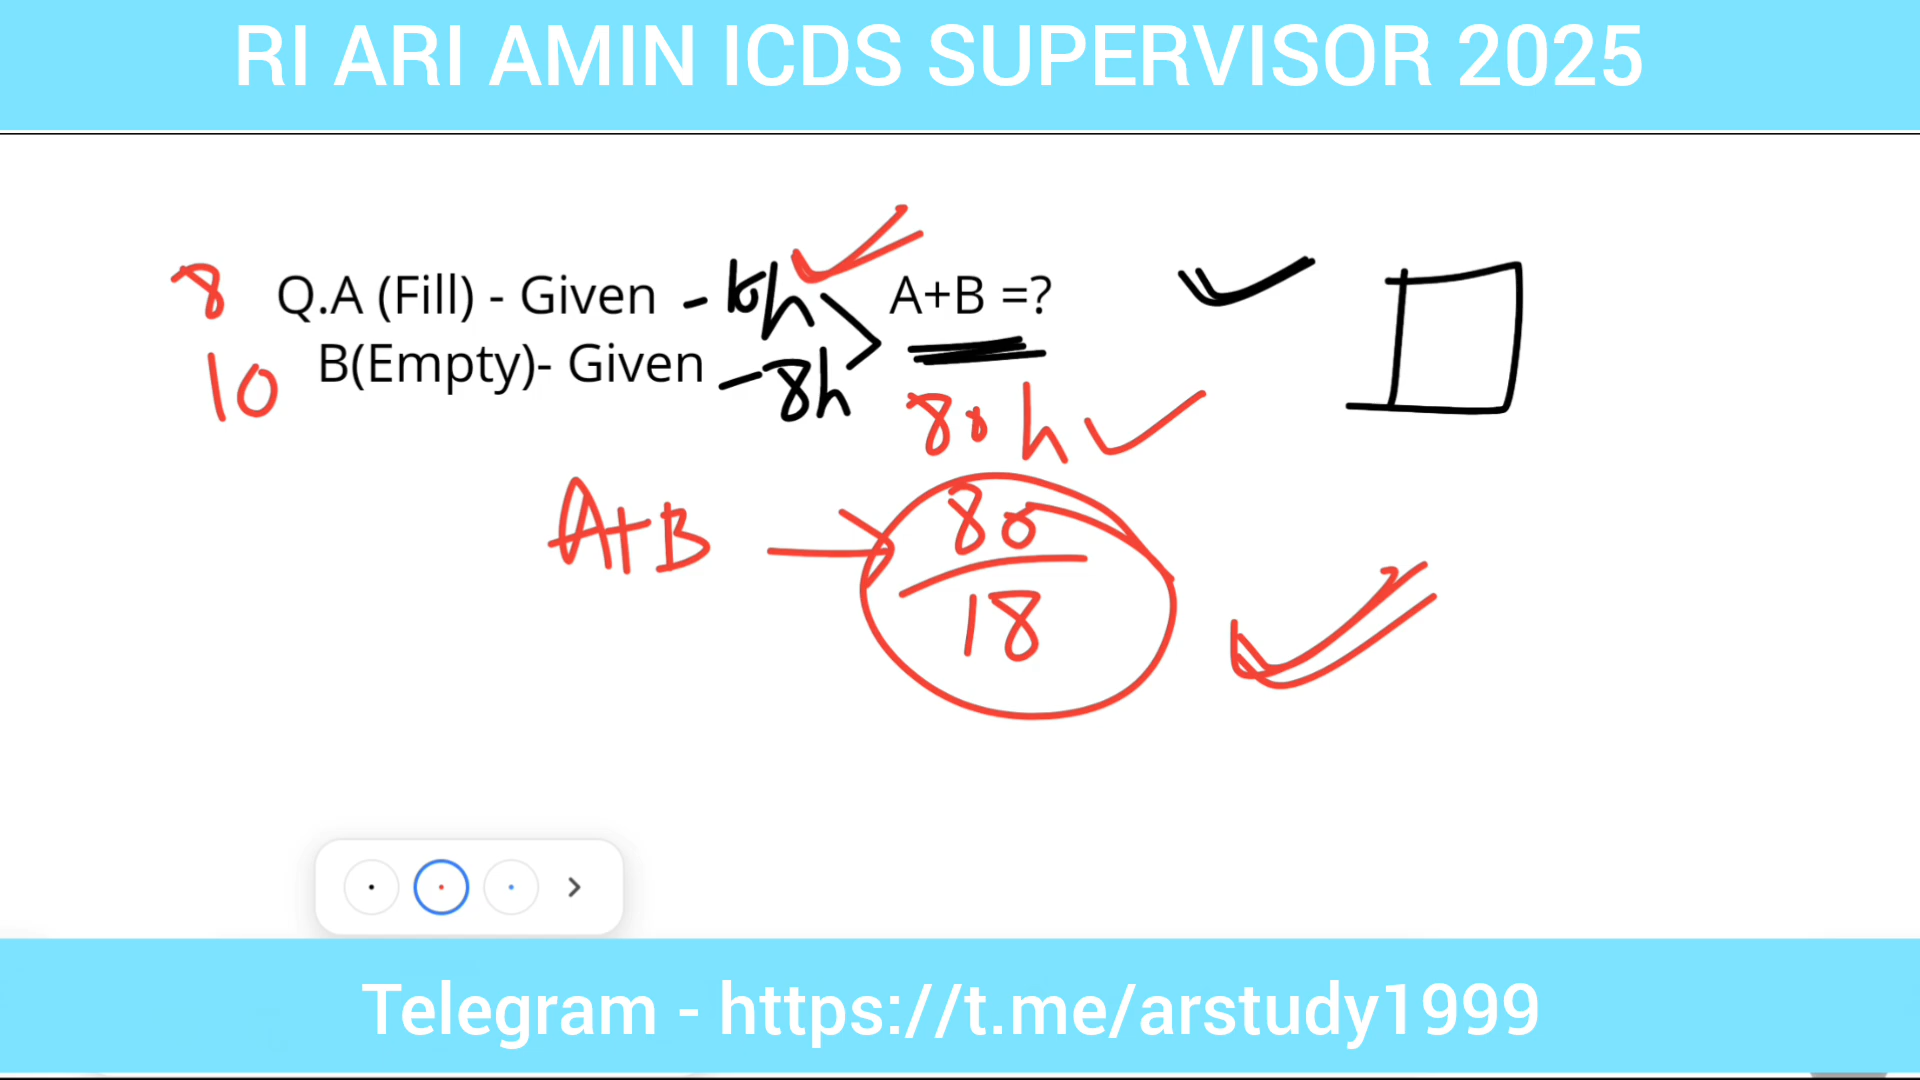 RI ARI AMIN ICDS SUPERVISOR 2025
8 Q.A (Fill) - Given - 10h A+B =?
10 B(Empty)- Given - 8h
80 h
A+B → 80
18
Telegram - https://t.me/arstudy1999